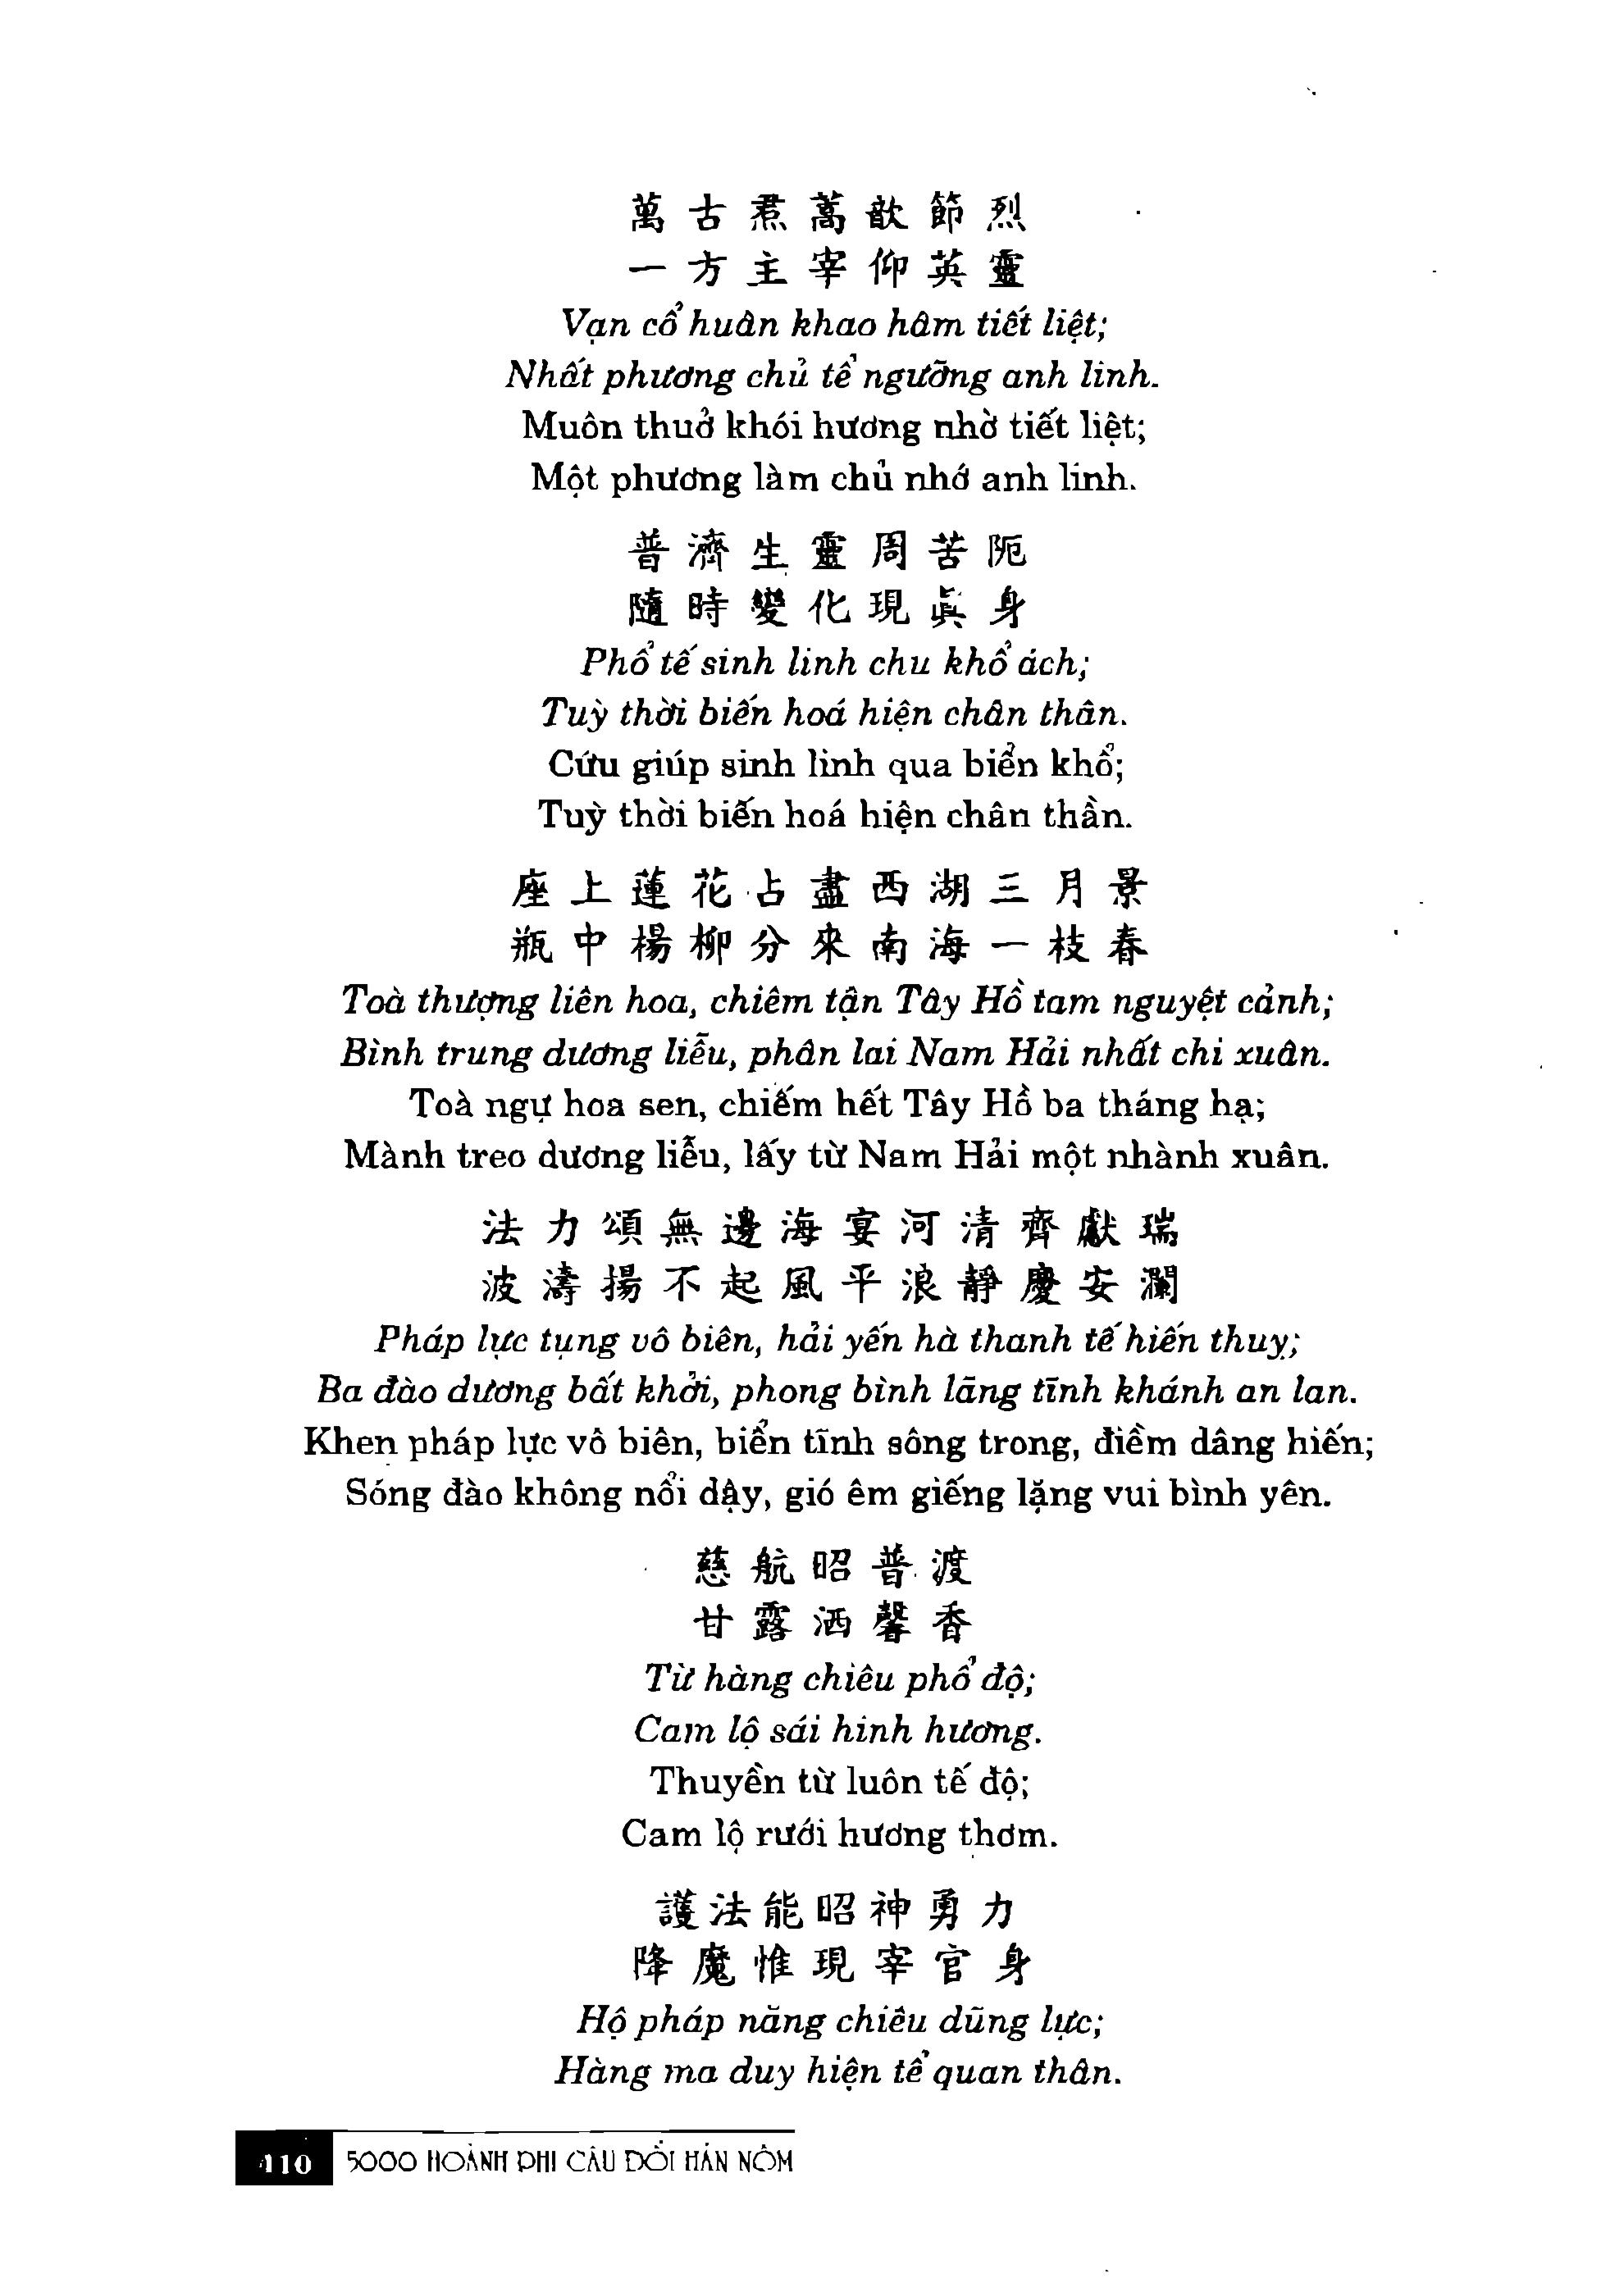 萬古焄蒿歆節烈
一方主宰仰英靈
Vạn cổ huân khao hâm tiết liệt;
Nhất phương chủ tể ngưỡng anh linh.
Muôn thuở khói hương nhờ tiết liệt;
Một phương làm chủ nhớ anh linh.
普濟生靈周苦阨
隨時變化現眞身
Phổ tế sinh linh chu khổ ách;
Tuỳ thời biến hoá hiện chân thân.
Cứu giúp sinh linh qua biển khổ;
Tuỳ thời biến hoá hiện chân thần.
座上蓮花占盡西湖三月景
瓶中楊柳分來南海一枝春
Toà thượng liên hoa, chiêm tận Tây Hồ tam nguyệt cảnh;
Bình trung dương liễu, phân lai Nam Hải nhất chi xuân.
Toà ngự hoa sen, chiếm hết Tây Hồ ba tháng hạ;
Mành treo dương liễu, lấy từ Nam Hải một nhành xuân.
法力頌無邊海宴河清齊獻瑞
波濤揚不起風平浪靜慶安瀾
Pháp lực tụng vô biên, hải yến hà thanh tế hiến thuỵ;
Ba đào dương bất khởi, phong bình lãng tĩnh khánh an lan.
Khen pháp lực vô biên, biển tĩnh sông trong, điềm dâng hiến;
Sóng đào không nổi dậy, gió êm giếng lặng vui bình yên.
慈航昭普渡
甘露洒馨香
Từ hàng chiêu phổ độ;
Cam lộ sái hinh hương.
Thuyền từ luôn tế độ;
Cam lộ rưới hương thơm.
護法能昭神勇力
降魔惟現宰官身
Hộ pháp năng chiêu dũng lực;
Hàng ma duy hiện tể quan thân.
410 5000 HOÀNH PHI CÂU ĐỐI HÁN NÔM